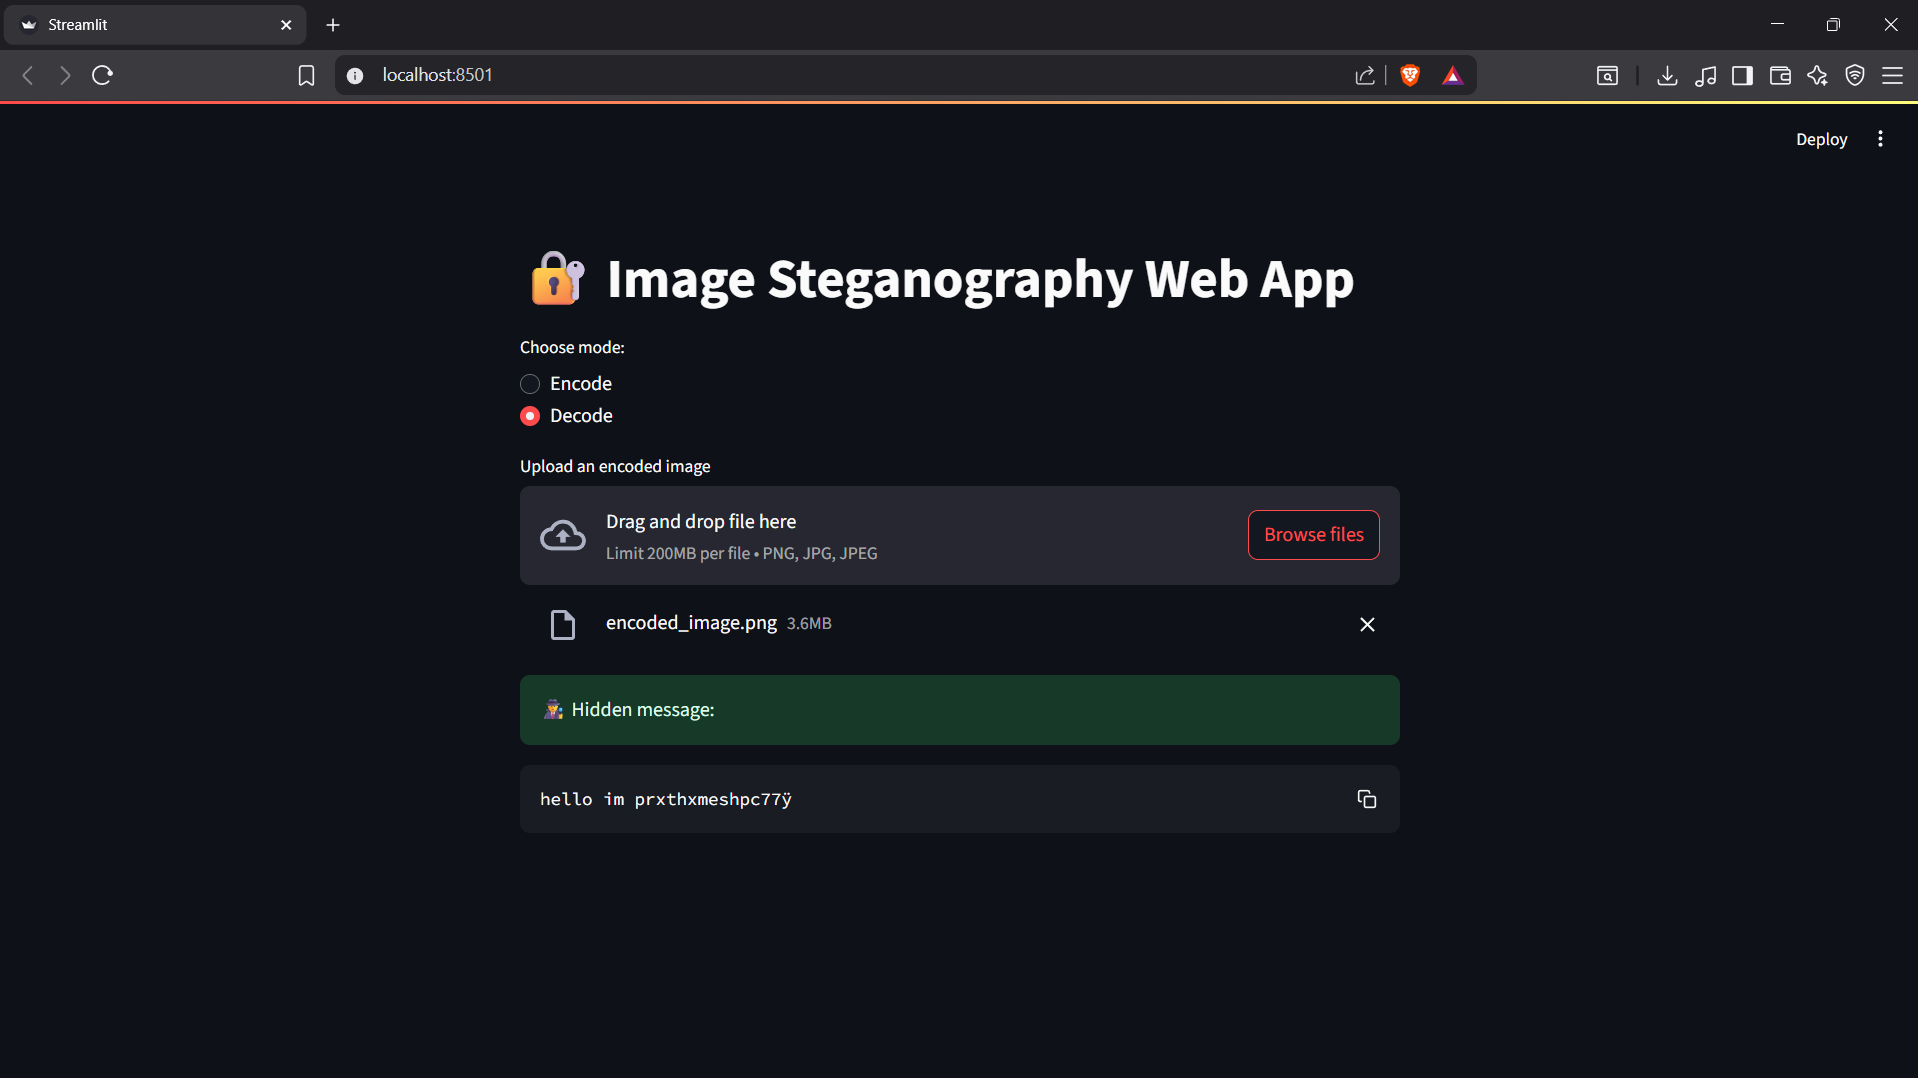 Streamlit
localhost:8501
Deploy
Image Steganography Web App
Choose mode:
Encode
Decode
Upload an encoded image
Drag and drop file here
Limit 200MB per file • PNG, JPG, JPEG
Browse files
encoded_image.png 3.6MB
Hidden message:
hello im prxthxmeshpc77ÿ